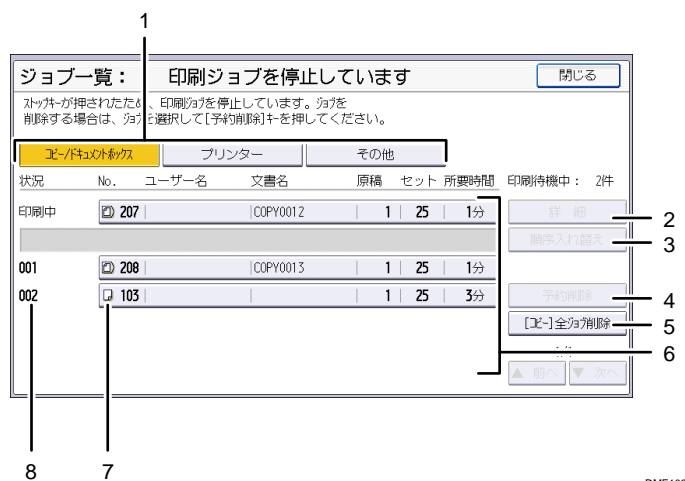 1
ジョブ一覧： 印刷ジョブを停止しています 閉じる
ストップキーが押されたため、印刷ジョブを停止しています。ジョブを
削除する場合は、ジョブを選択して[予約削除]キーを押してください。
コピー/ドキュメントボックス プリンター その他
状況 No. ユーザー名 文書名 原稿 セット 所要時間 印刷待機中： 2件
印刷中 207 COPY0012 1 25 1分 詳細 2
順序入れ替え 3
001 208 COPY0013 1 25 1分
002 103 1 25 3分 予約削除 4
[コピー]全ジョブ削除 5
6
▲ 前へ ▼ 次へ
8 7